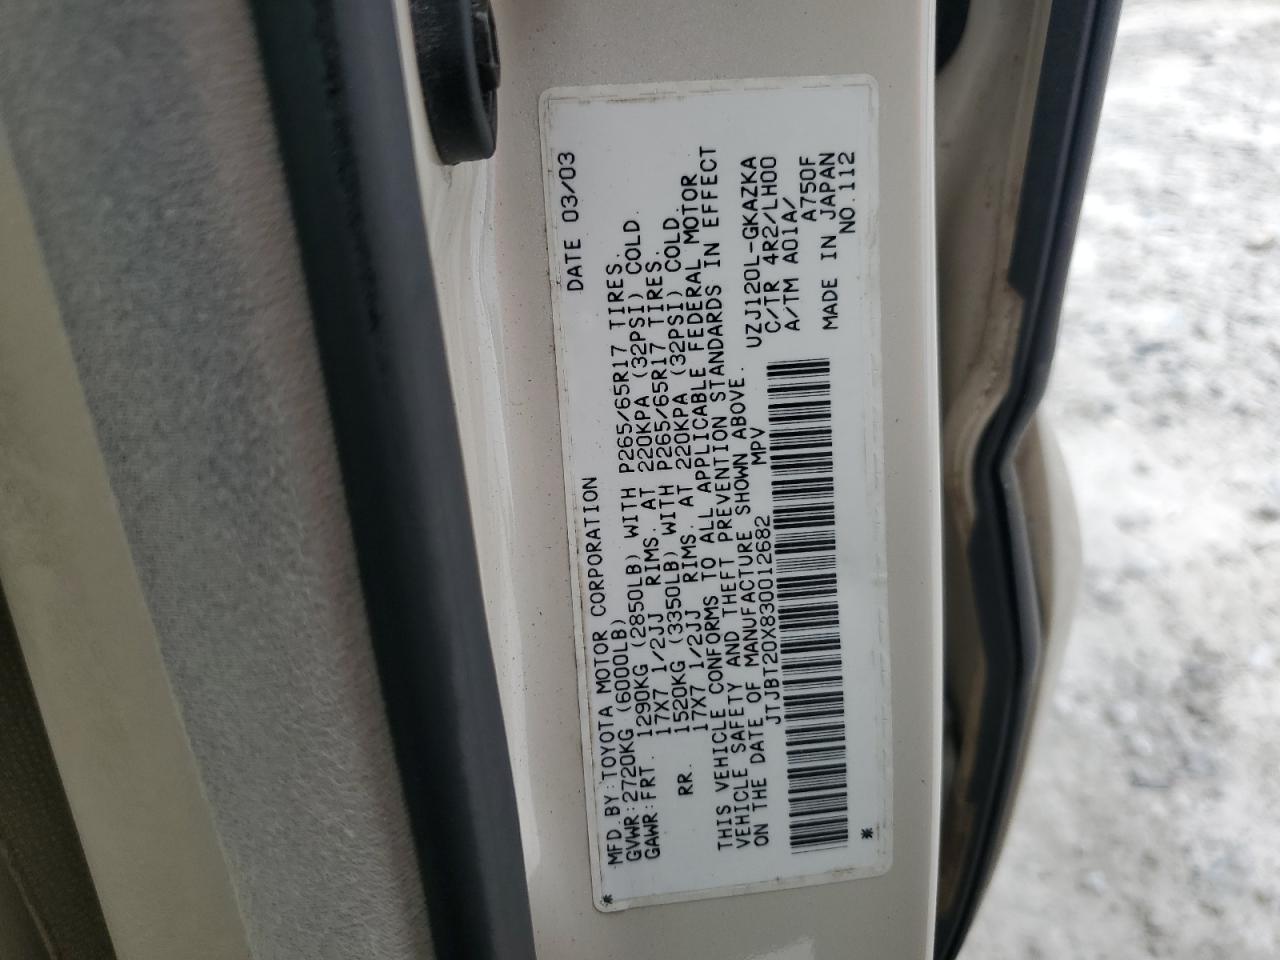 MFD. BY: TOYOTA MOTOR CORPORATION DATE 03/03
GVWR: 2720KG (6000LB)
GAWR: FRT. 1290KG (2850LB) WITH P265/65R17 TIRES.
17X7 1/2JJ RIMS. AT 220KPA (32PSI) COLD.
RR. 1520KG (3350LB) WITH P265/65R17 TIRES.
17X7 1/2JJ RIMS. AT 220KPA (32PSI) COLD.
THIS VEHICLE CONFORMS TO ALL APPLICABLE FEDERAL MOTOR
VEHICLE SAFETY AND THEFT PREVENTION STANDARDS IN EFFECT
ON THE DATE OF MANUFACTURE SHOWN ABOVE.
JTJBT20X830012682 MPV UZJ120L-GKAZKA
C/TR 4R2/LH00
A/TM A01A/
A750F
MADE IN JAPAN
NO.112